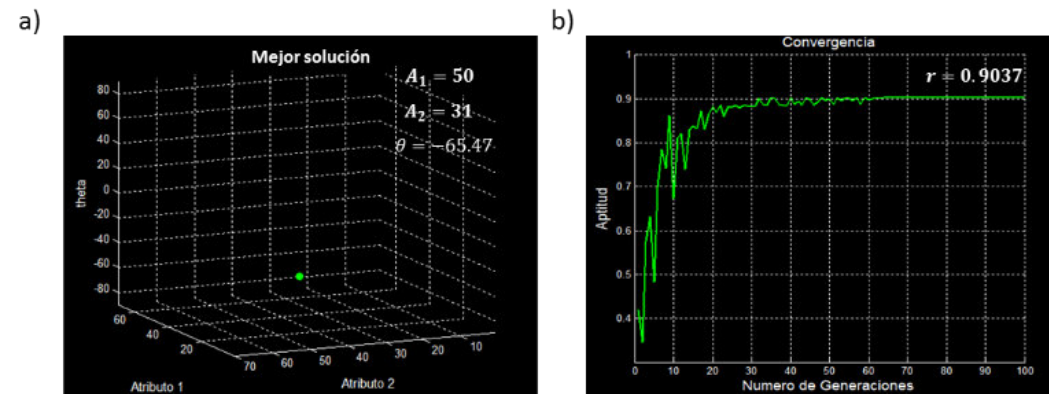 a)
Mejor solución
A₁ = 50
A₂ = 31
θ = −65.47
80
60
40
20
0
-20
-40
-60
-80
theta
60
40
20
Atributo 1
70
60
50
40
30
20
10
Atributo 2
b)
Convergencia
r = 0.9037
1
0.9
0.8
0.7
0.6
0.5
0.4
Aptitud
0
10
20
30
40
50
60
70
80
90
100
Numero de Generaciones